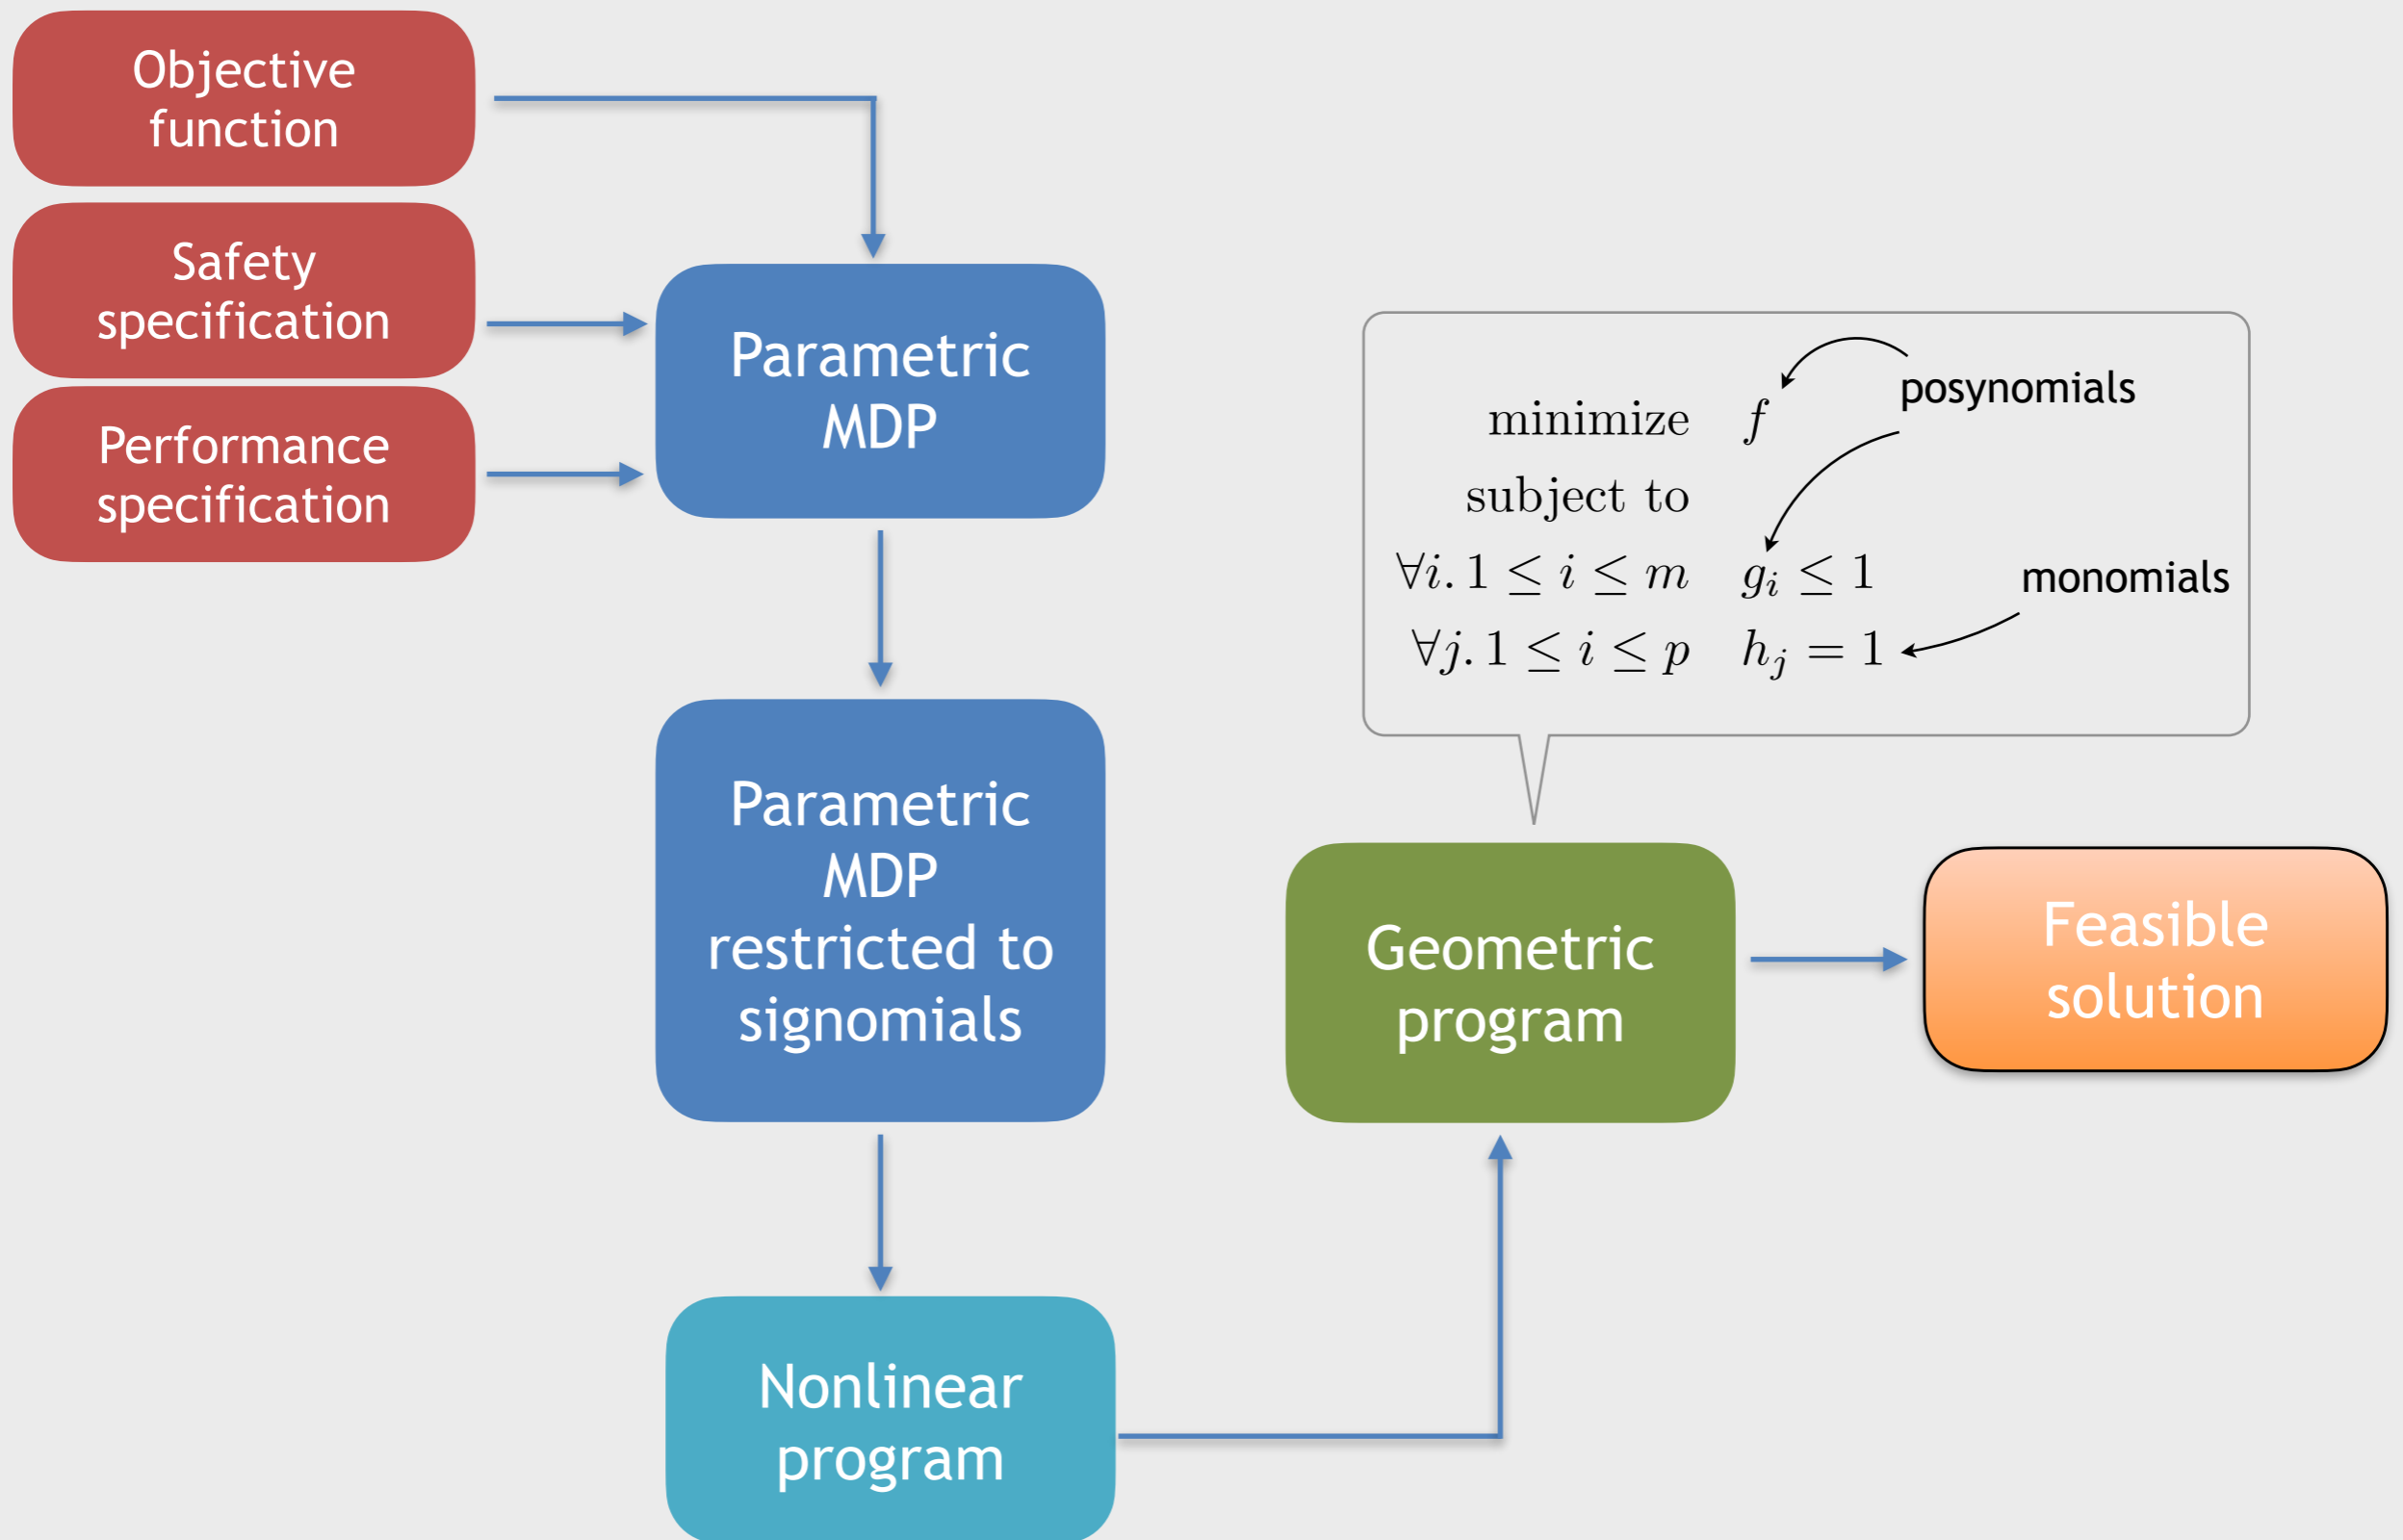 Objective
function
Safety
specification
Performance
specification
Parametric
MDP
Parametric
MDP
restricted to
signomials
Nonlinear
program
minimize f
subject to
∀i. 1 ≤ i ≤ m g_i ≤ 1
∀j. 1 ≤ i ≤ p h_j = 1
posynomials
monomials
Geometric
program
Feasible
solution